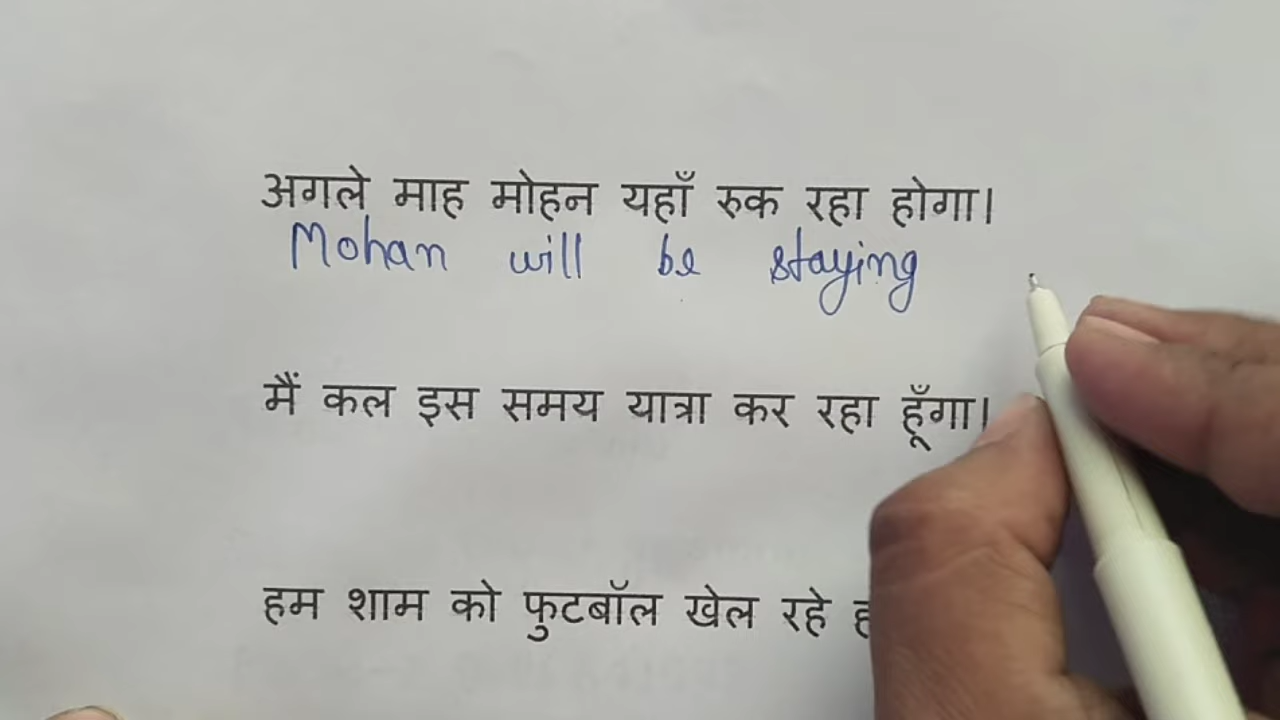 अगले माह मोहन यहाँ रुक रहा होगा।
Mohan will be staying
मैं कल इस समय यात्रा कर रहा हूँगा।
हम शाम को फुटबॉल खेल रहे